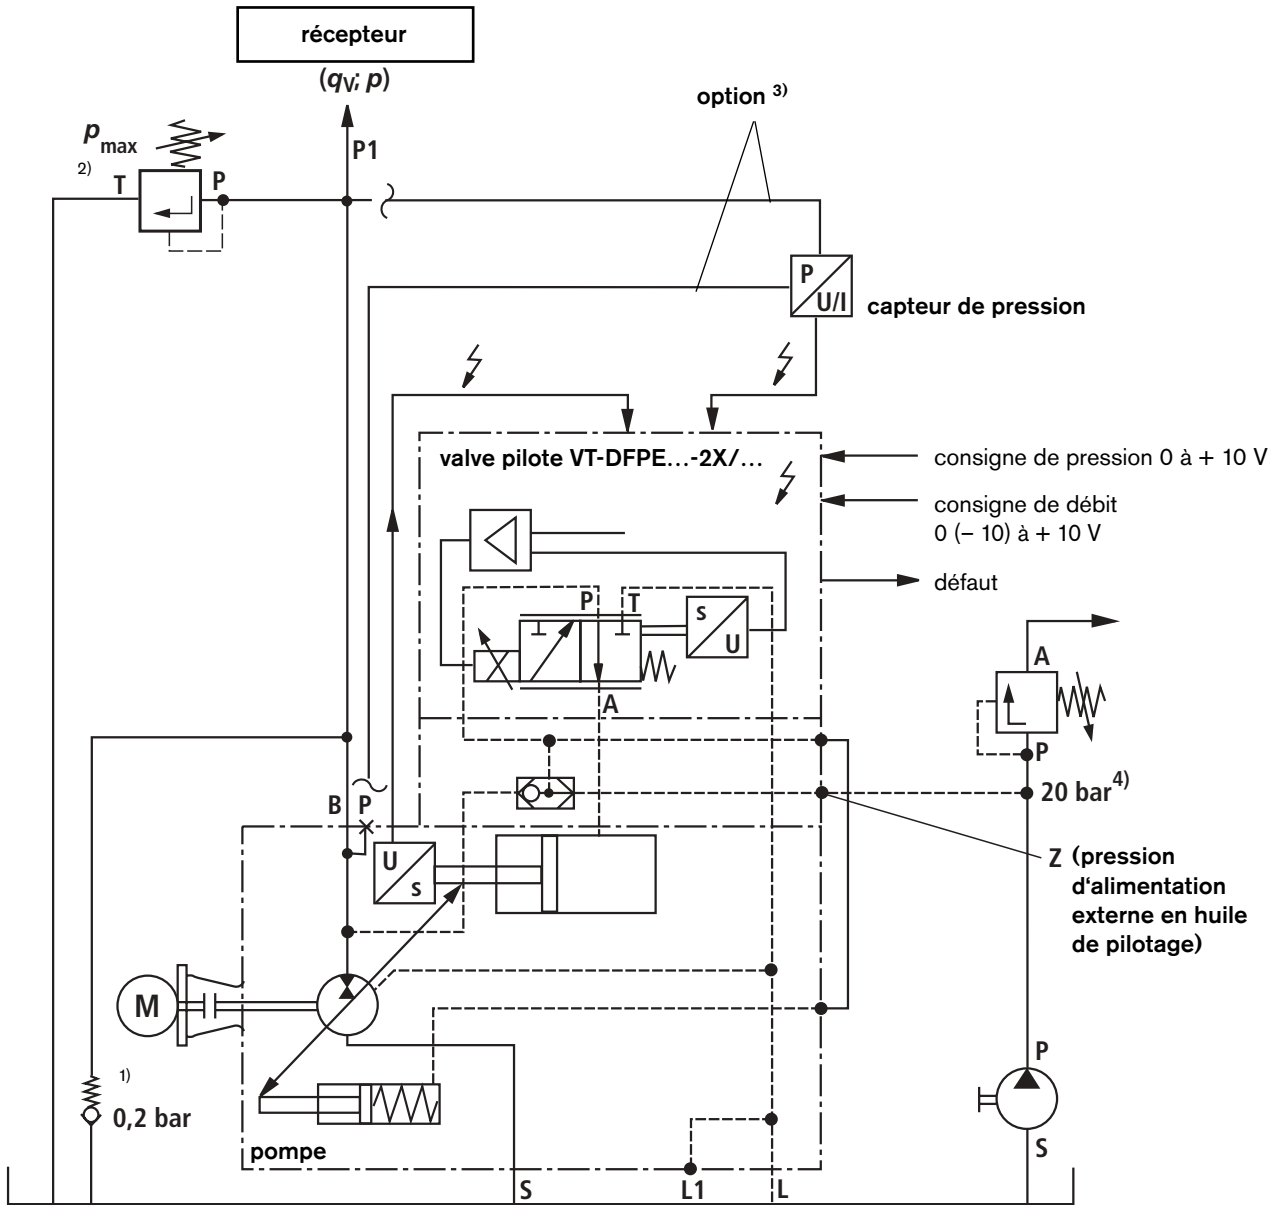 récepteur
(qV; p)
option 3)
pmax
2)
T
P
P1
P
U/I
capteur de pression
valve pilote VT-DFPE...-2X/...
consigne de pression 0 à + 10 V
consigne de débit
0 (– 10) à + 10 V
défaut
P
T
s
U
A
A
P
B
P
20 bar4)
U
s
Z (pression
d‘alimentation
externe en huile
de pilotage)
M
P
1)
0,2 bar
pompe
S
S
L1
L